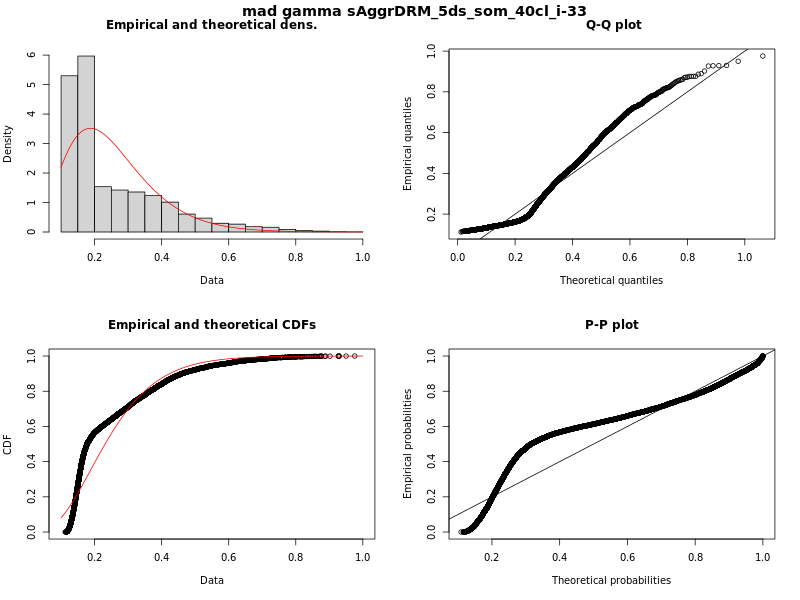 mad gamma sAggrDRM_5ds_som_40cl_i-33
Empirical and theoretical dens.
Density
0 1 2 3 4 5 6
0.2 0.4 0.6 0.8 1.0
Data
Q-Q plot
Empirical quantiles
0.2 0.4 0.6 0.8 1.0
0.0 0.2 0.4 0.6 0.8 1.0
Theoretical quantiles
Empirical and theoretical CDFs
CDF
0.0 0.2 0.4 0.6 0.8 1.0
0.2 0.4 0.6 0.8 1.0
Data
P-P plot
Empirical probabilities
0.0 0.2 0.4 0.6 0.8 1.0
0.2 0.4 0.6 0.8 1.0
Theoretical probabilities